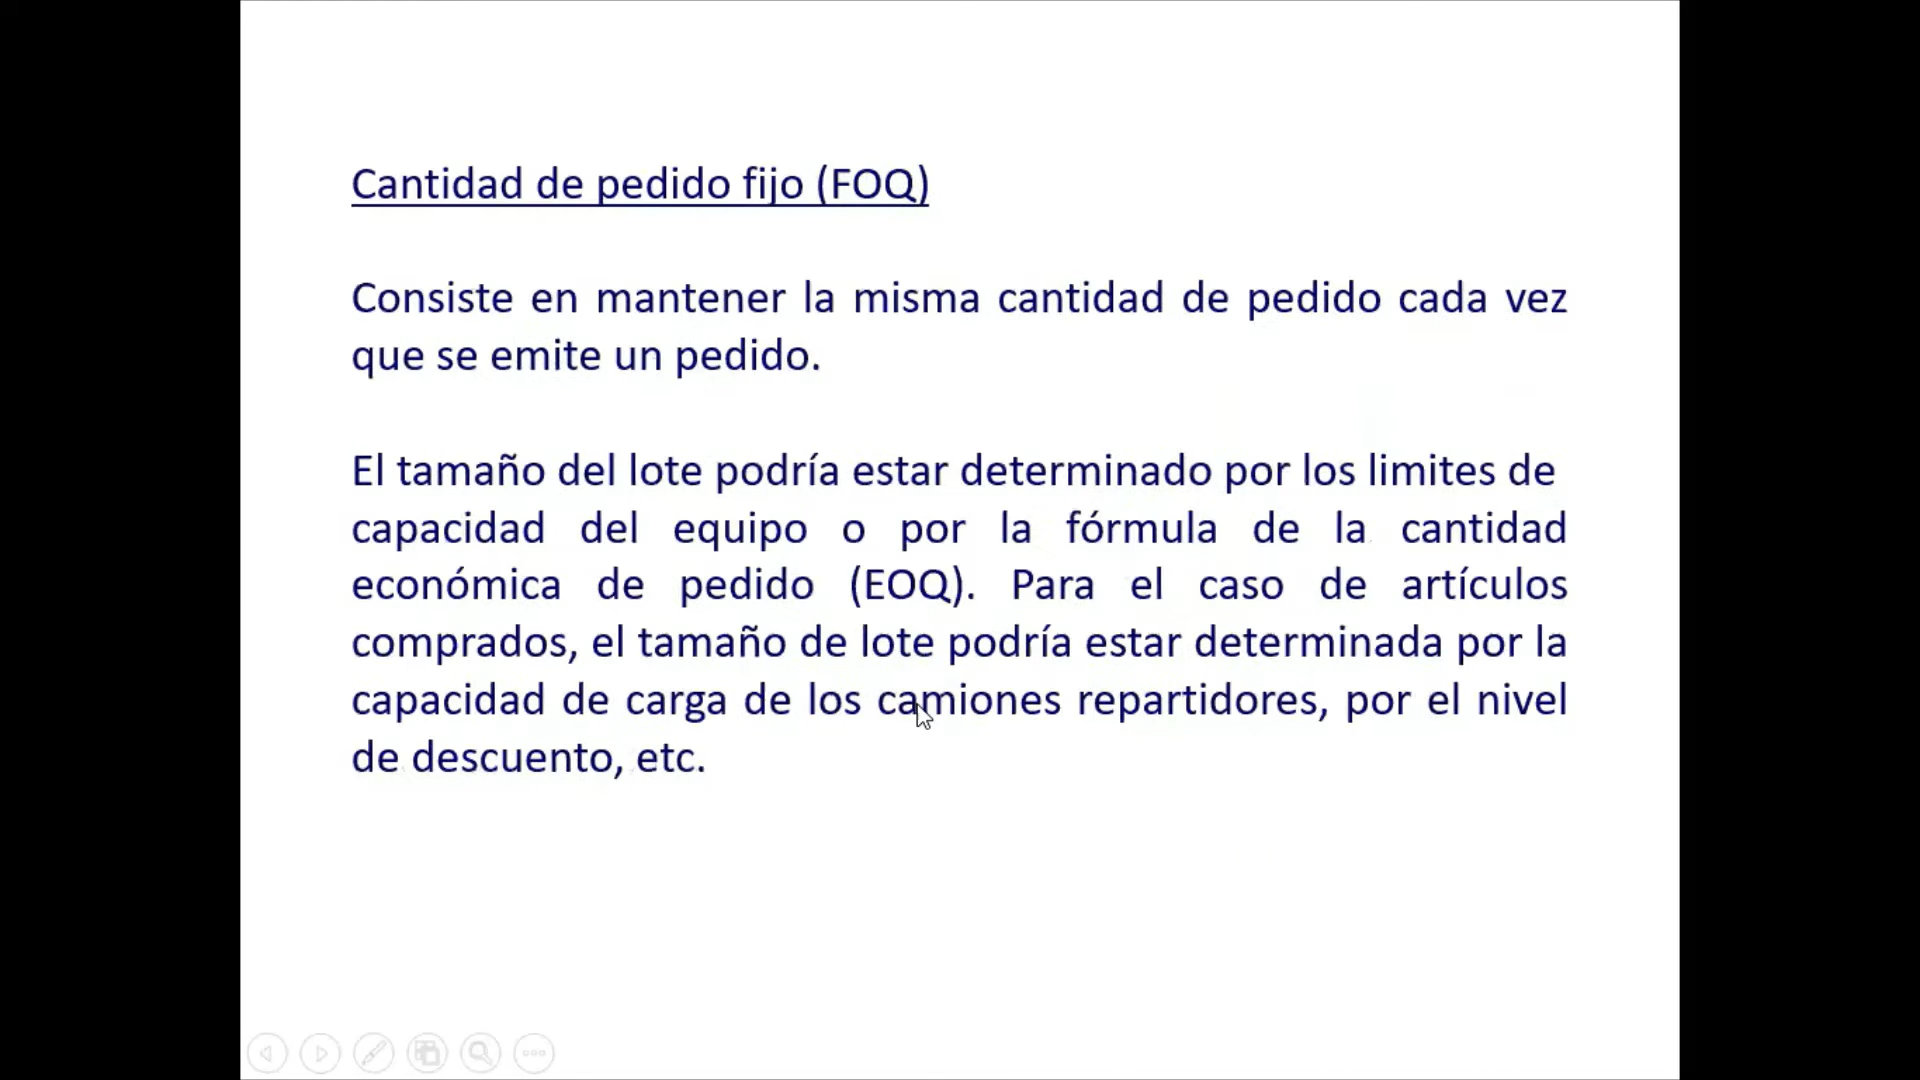 Cantidad de pedido fijo (FOQ)
Consiste en mantener la misma cantidad de pedido cada vez
que se emite un pedido.
El tamaño del lote podría estar determinado por los limites de
capacidad del equipo o por la fórmula de la cantidad
económica de pedido (EOQ). Para el caso de artículos
comprados, el tamaño de lote podría estar determinada por la
capacidad de carga de los camiones repartidores, por el nivel
de descuento, etc.